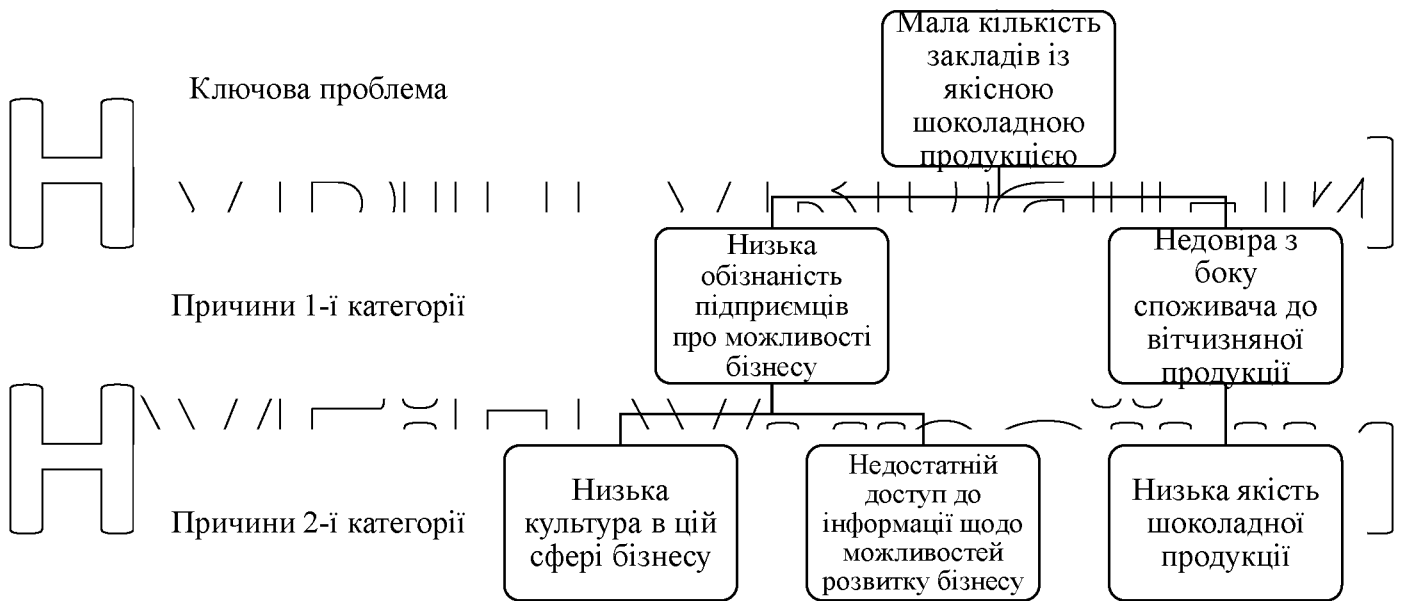 Мала кількість
закладів із
якісною
шоколадною
продукцією
Ключова проблема
Низька
обізнаність
підприємців
про можливості
бізнесу
Недовіра з
боку
споживача до
вітчизняної
продукції
Причини 1-ї категорії
Низька
культура в цій
сфері бізнесу
Недостатній
доступ до
інформації щодо
можливостей
розвитку бізнесу
Низька якість
шоколадної
продукції
Причини 2-ї категорії